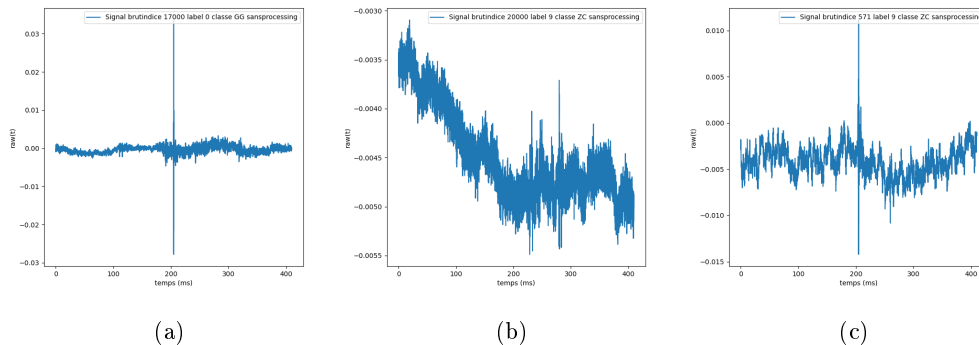 Signal brutindice 17000 label 0 classe GG sansprocessing
0.03
0.02
0.01
0.00
−0.01
−0.02
−0.03
raw(t)
0 100 200 300 400
temps (ms)
(a)
Signal brutindice 20000 label 9 classe ZC sansprocessing
−0.0030
−0.0035
−0.0040
−0.0045
−0.0050
−0.0055
raw(t)
0 100 200 300 400
temps (ms)
(b)
Signal brutindice 571 label 9 classe ZC sansprocessing
0.010
0.005
0.000
−0.005
−0.010
−0.015
raw(t)
0 100 200 300 400
temps (ms)
(c)